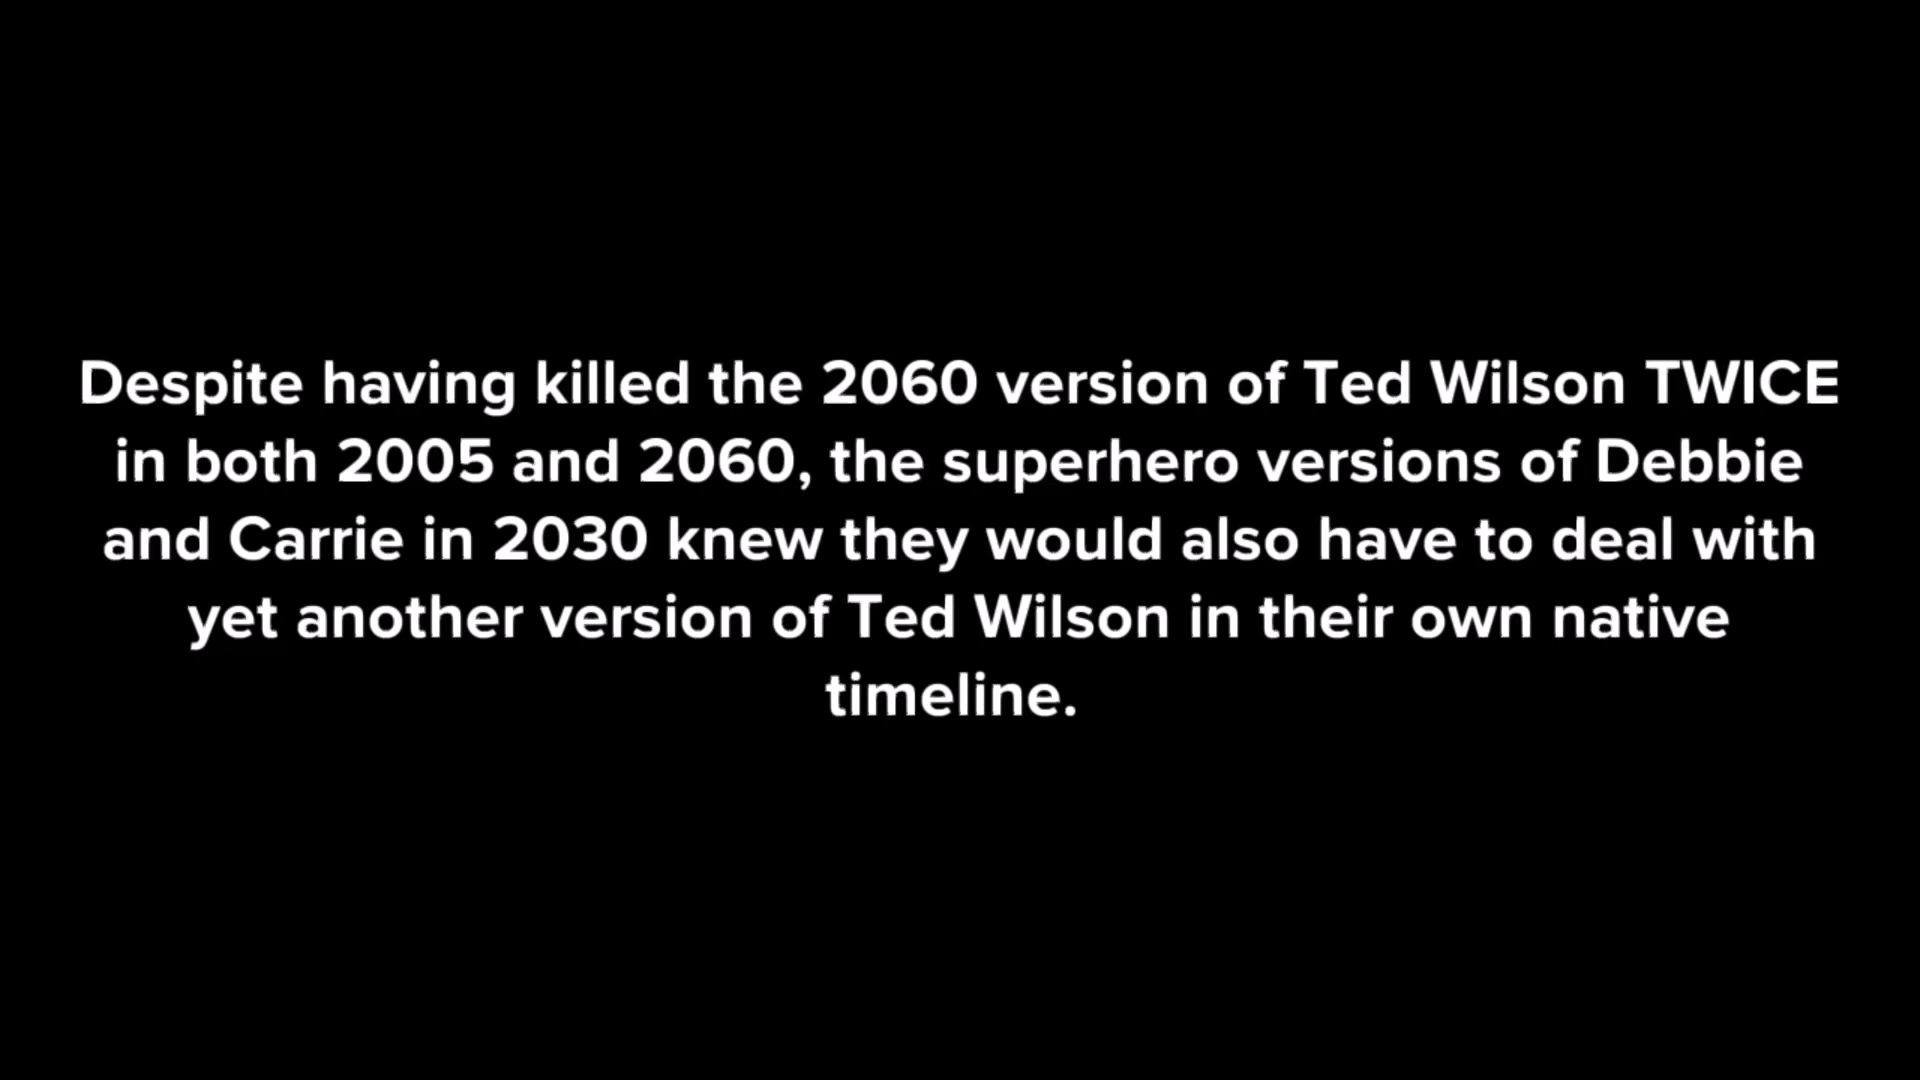 Despite having killed the 2060 version of Ted Wilson TWICE
in both 2005 and 2060, the superhero versions of Debbie
and Carrie in 2030 knew they would also have to deal with
yet another version of Ted Wilson in their own native
timeline.